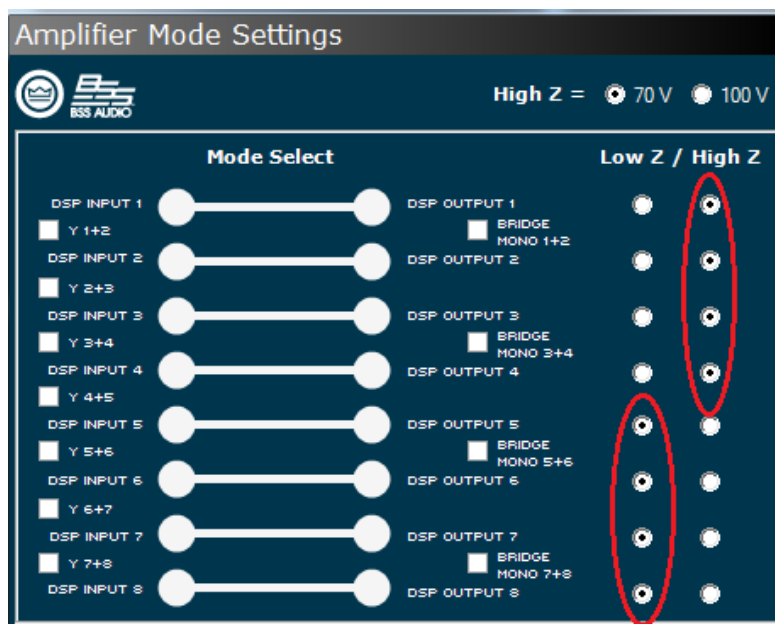 Amplifier Mode Settings
BSS AUDIO
High Z = 70 V 100 V
Mode Select Low Z / High Z
DSP INPUT 1 DSP OUTPUT 1
Y 1+2 BRIDGE
MONO 1+2
DSP INPUT 2 DSP OUTPUT 2
Y 2+3
DSP INPUT 3 DSP OUTPUT 3
Y 3+4 BRIDGE
MONO 3+4
DSP INPUT 4 DSP OUTPUT 4
Y 4+5
DSP INPUT 5 DSP OUTPUT 5
Y 5+6 BRIDGE
MONO 5+6
DSP INPUT 6 DSP OUTPUT 6
Y 6+7
DSP INPUT 7 DSP OUTPUT 7
Y 7+8 BRIDGE
MONO 7+8
DSP INPUT 8 DSP OUTPUT 8